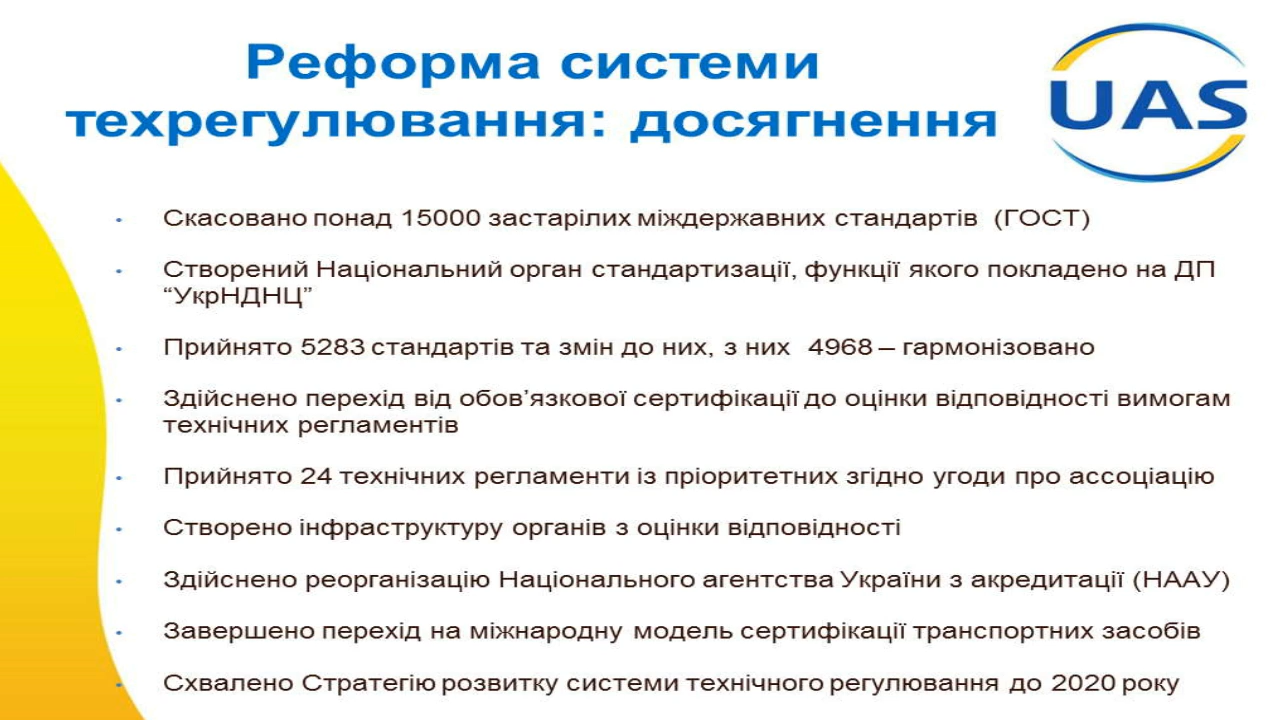 Реформа системи
техрегулювання: досягнення
UAS
• Скасовано понад 15000 застарілих міждержавних стандартів (ГОСТ)
• Створений Національний орган стандартизації, функції якого покладено на ДП
“УкрНДНЦ”
• Прийнято 5283 стандартів та змін до них, з них 4968 – гармонізовано
• Здійснено перехід від обов’язкової сертифікації до оцінки відповідності вимогам
технічних регламентів
• Прийнято 24 технічних регламенти із пріоритетних згідно угоди про ассоціацію
• Створено інфраструктуру органів з оцінки відповідності
• Здійснено реорганізацію Національного агентства України з акредитації (НААУ)
• Завершено перехід на міжнародну модель сертифікації транспортних засобів
• Схвалено Стратегію розвитку системи технічного регулювання до 2020 року